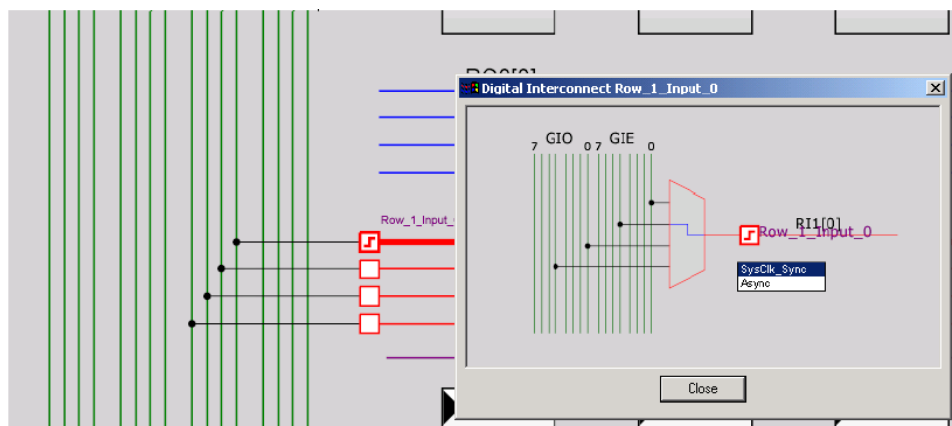 RO0[0]
Digital Interconnect Row_1_Input_0
GIO GIE
7 0 7 0
Row_1_Input_
RI1[0]
Row_1_Input_0
SysClk_Sync
Async
Close